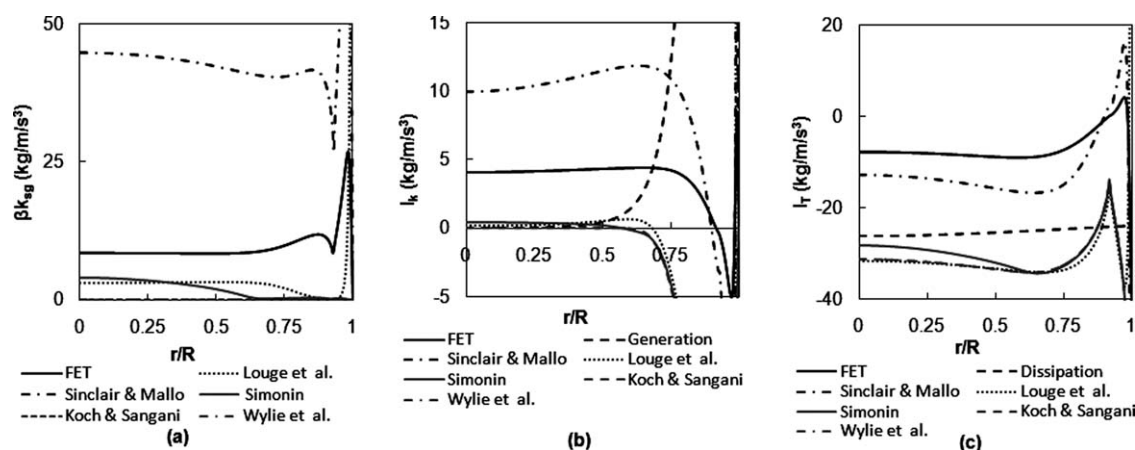 50
25
0
βk_sg (kg/m/s³)
0 0.25 0.5 0.75 1
r/R
FET Louge et al.
Sinclair & Mallo Simonin
Koch & Sangani Wylie et al.
(a)
15
10
5
0
-5
I_k (kg/m/s³)
0 0.25 0.5 0.75 1
r/R
FET Generation
Sinclair & Mallo Louge et al.
Simonin Koch & Sangani
Wylie et al.
(b)
20
0
-20
-40
I_T (kg/m/s³)
0 0.25 0.5 0.75 1
r/R
FET Dissipation
Sinclair & Mallo Louge et al.
Simonin Koch & Sangani
Wylie et al.
(c)